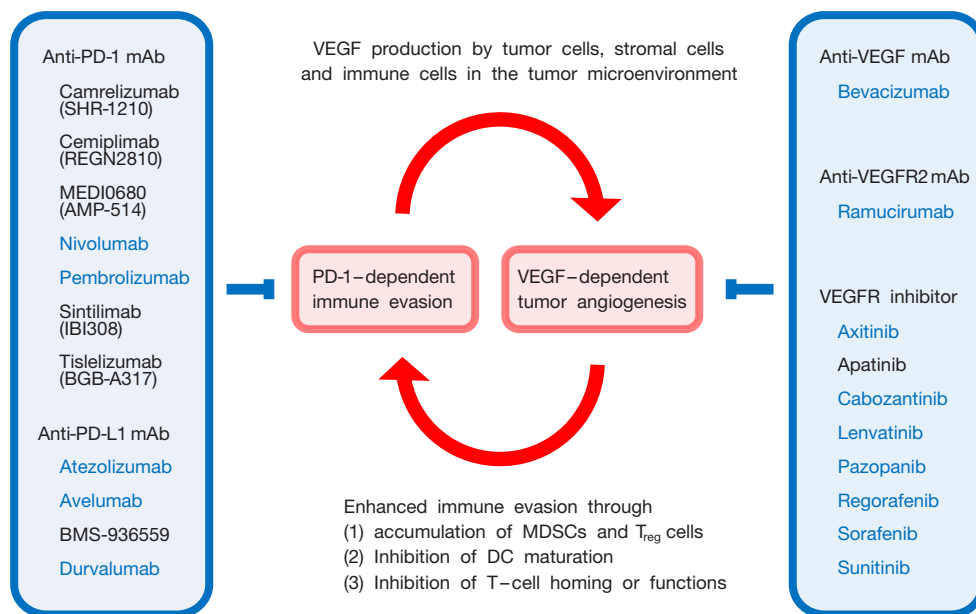 Anti-PD-1 mAb
Camrelizumab
(SHR-1210)
Cemiplimab
(REGN2810)
MEDI0680
(AMP-514)
Nivolumab
Pembrolizumab
Sintilimab
(IBI308)
Tislelizumab
(BGB-A317)
Anti-PD-L1 mAb
Atezolizumab
Avelumab
BMS-936559
Durvalumab
VEGF production by tumor cells, stromal cells
and immune cells in the tumor microenvironment
PD-1–dependent
immune evasion
VEGF–dependent
tumor angiogenesis
Enhanced immune evasion through
(1) accumulation of MDSCs and Treg cells
(2) Inhibition of DC maturation
(3) Inhibition of T–cell homing or functions
Anti-VEGF mAb
Bevacizumab
Anti-VEGFR2 mAb
Ramucirumab
VEGFR inhibitor
Axitinib
Apatinib
Cabozantinib
Lenvatinib
Pazopanib
Regorafenib
Sorafenib
Sunitinib